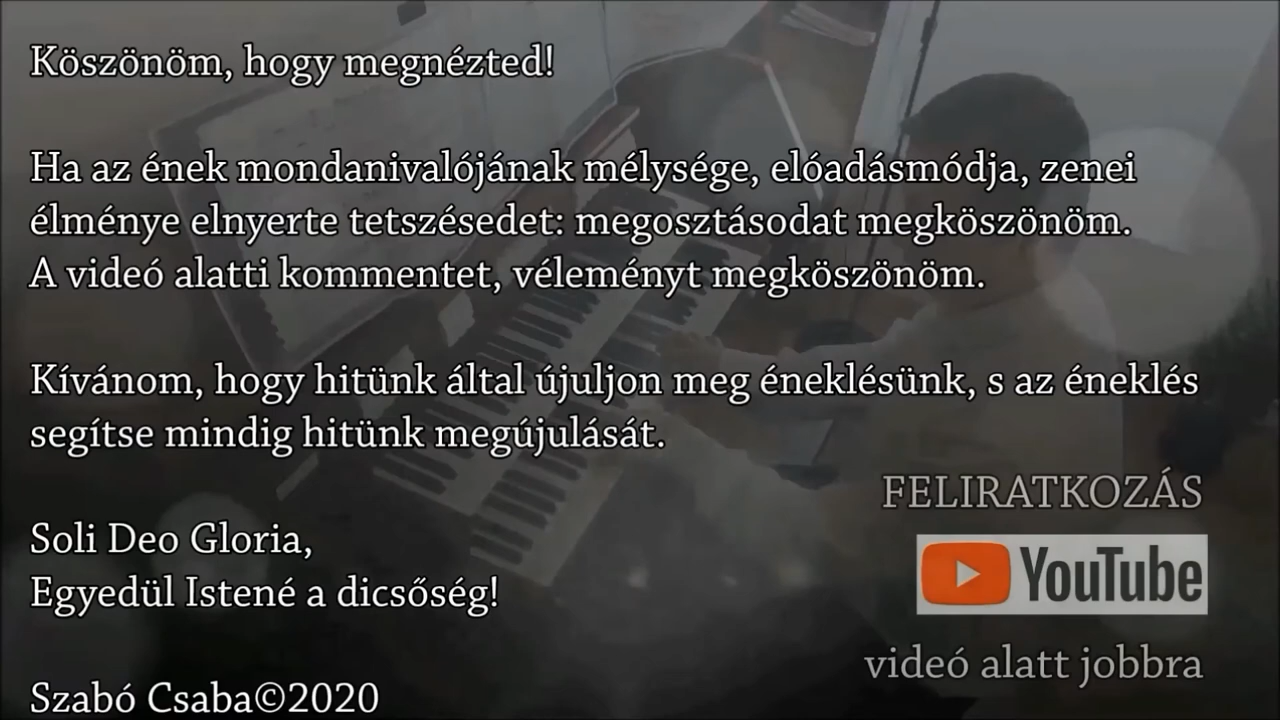 Köszönöm, hogy megnézted!
Ha az ének mondanivalójának mélysége, elóadásmódja, zenei
élménye elnyerte tetszésedet: megosztásodat megköszönöm.
A videó alatti kommentet, véleményt megköszönöm.
Kívánom, hogy hitünk által újuljon meg éneklésünk, s az éneklés
segítse mindig hitünk megújulását.
Soli Deo Gloria,
Egyedül Istené a dicsőség!
Szabó Csaba©2020
FELIRATKOZÁS
YouTube
videó alatt jobbra